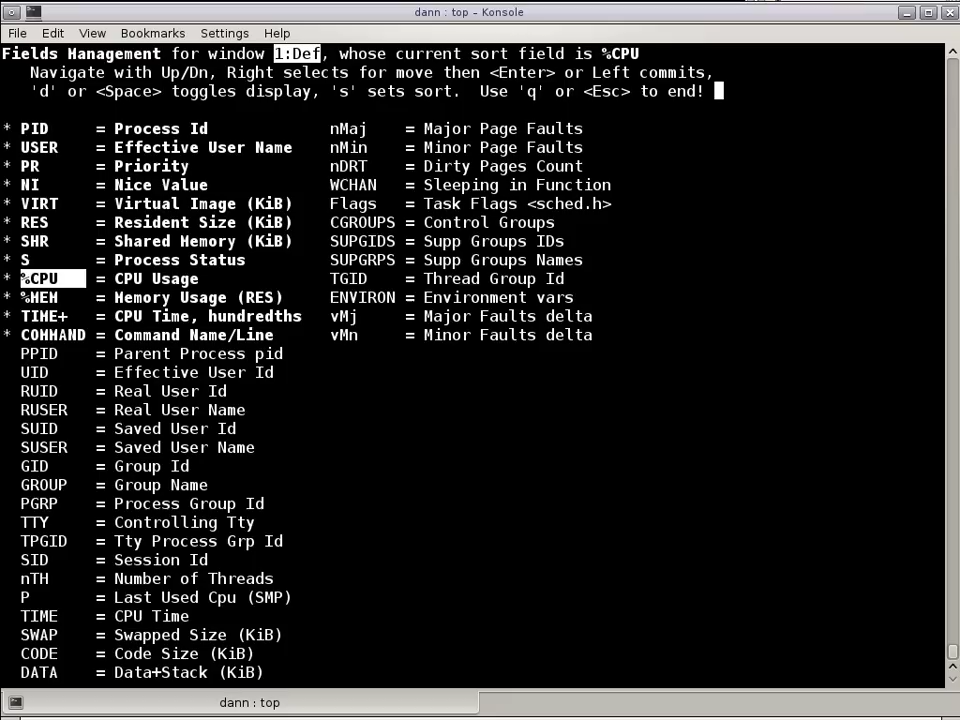 dann : top - Konsole
File Edit View Bookmarks Settings Help
Fields Management for window 1:Def, whose current sort field is %CPU
Navigate with Up/Dn, Right selects for move then <Enter> or Left commits,
'd' or <Space> toggles display, 's' sets sort. Use 'q' or <Esc> to end!
* PID = Process Id nMaj = Major Page Faults
* USER = Effective User Name nMin = Minor Page Faults
* PR = Priority nDRT = Dirty Pages Count
* NI = Nice Value WCHAN = Sleeping in Function
* VIRT = Virtual Image (KiB) Flags = Task Flags <sched.h>
* RES = Resident Size (KiB) CGROUPS = Control Groups
* SHR = Shared Memory (KiB) SUPGIDS = Supp Groups IDs
* S = Process Status SUPGRPS = Supp Groups Names
* %CPU = CPU Usage TGID = Thread Group Id
* %MEM = Memory Usage (RES) ENVIRON = Environment vars
* TIME+ = CPU Time, hundredths vMj = Major Faults delta
* COMMAND = Command Name/Line vMn = Minor Faults delta
PPID = Parent Process pid
UID = Effective User Id
RUID = Real User Id
RUSER = Real User Name
SUID = Saved User Id
SUSER = Saved User Name
GID = Group Id
GROUP = Group Name
PGRP = Process Group Id
TTY = Controlling Tty
TPGID = Tty Process Grp Id
SID = Session Id
nTH = Number of Threads
P = Last Used Cpu (SMP)
TIME = CPU Time
SWAP = Swapped Size (KiB)
CODE = Code Size (KiB)
DATA = Data+Stack (KiB)
dann : top